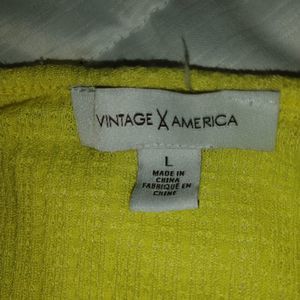 VINTAGE X AMERICA
L
MADE IN
CHINA
FABRIQUÉ EN
CHINE